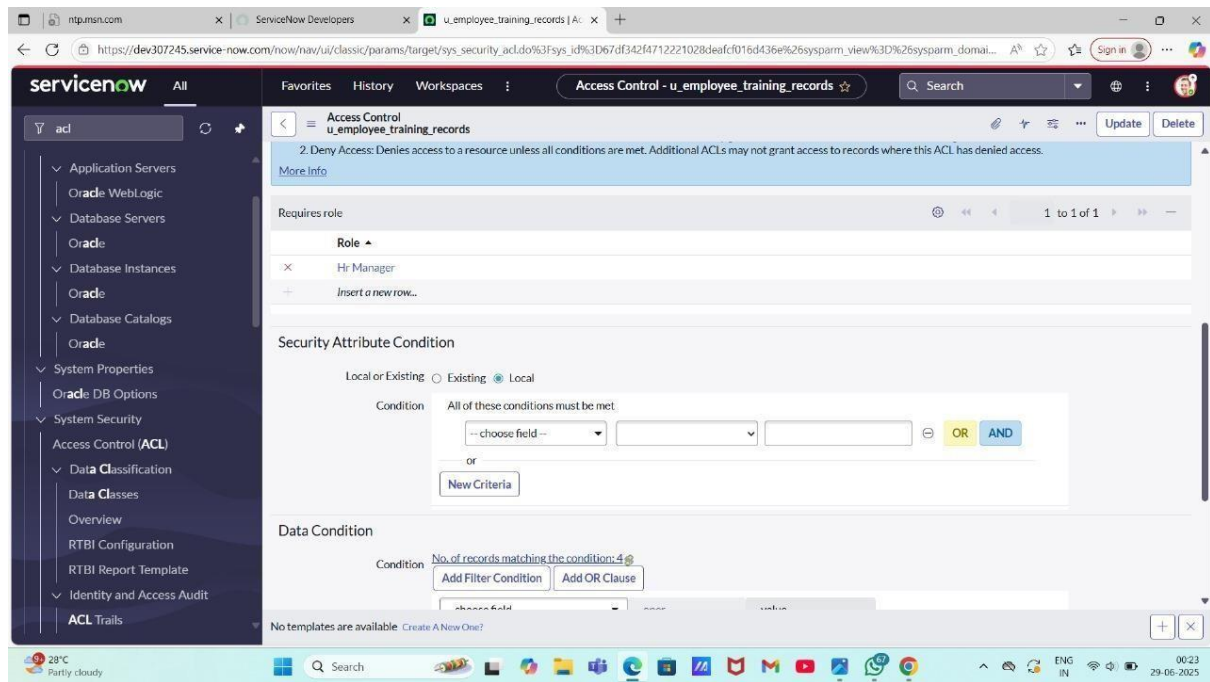 ntp.msn.com
ServiceNow Developers
u_employee_training_records | Ac
https://dev307245.service-now.com/now/nav/ui/classic/params/target/sys_security_acl.do%3Fsys_id%3D67df342f4712221028deafcf016d436e%26sysparm_view%3D%26sysparm_domai...
Sign in
servicenow All Favorites History Workspaces Access Control - u_employee_training_records Search
acl
Access Control
u_employee_training_records
Update Delete
2. Deny Access: Denies access to a resource unless all conditions are met. Additional ACLs may not grant access to records where this ACL has denied access.
More Info
Application Servers
Oracle WebLogic
Database Servers
Oracle
Database Instances
Oracle
Database Catalogs
Oracle
System Properties
Oracle DB Options
System Security
Access Control (ACL)
Data Classification
Data Classes
Overview
RTBI Configuration
RTBI Report Template
Identity and Access Audit
ACL Trails
Requires role 1 to 1 of 1
Role
Hr Manager
Insert a new row...
Security Attribute Condition
Local or Existing Existing Local
Condition All of these conditions must be met
-- choose field --
OR AND
or
New Criteria
Data Condition
Condition No. of records matching the condition: 4
Add Filter Condition Add OR Clause
No templates are available Create A New One?
28°C
Partly cloudy
Search
67
ENG
IN
00:23
29-06-2025